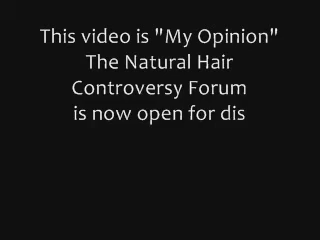 This video is "My Opinion"
The Natural Hair
Controversy Forum
is now open for dis